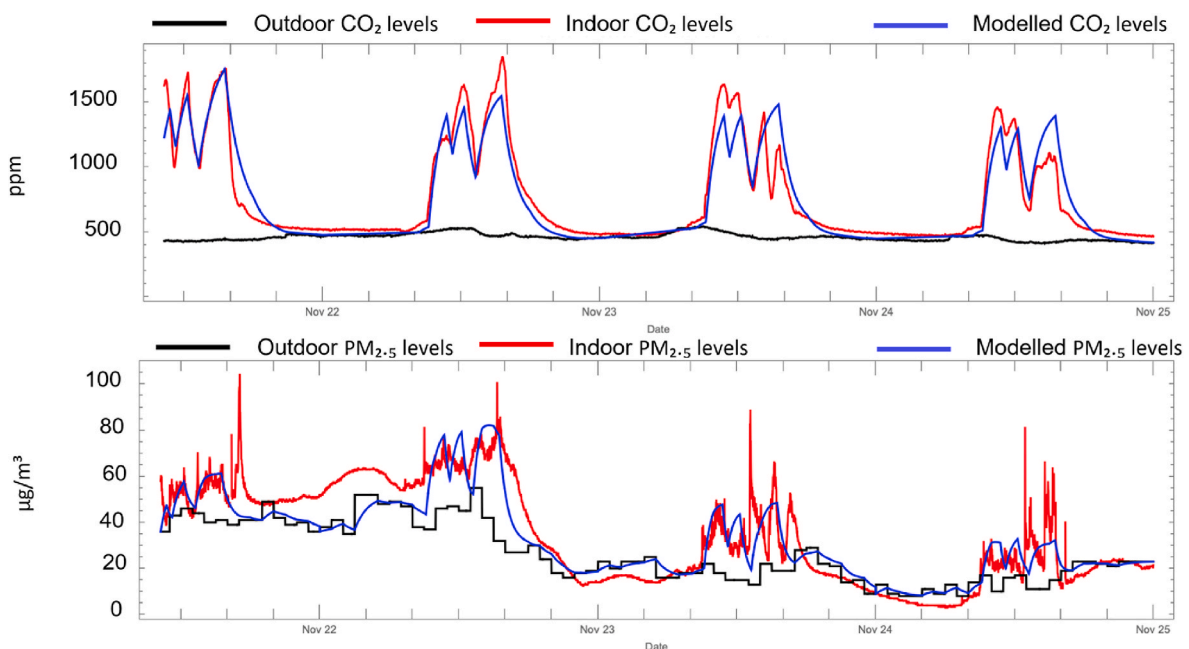 Outdoor CO₂ levels Indoor CO₂ levels Modelled CO₂ levels
1500
1000
500
ppm
Nov 22 Nov 23 Nov 24 Nov 25
Date
Outdoor PM₂.₅ levels Indoor PM₂.₅ levels Modelled PM₂.₅ levels
100
80
60
40
20
0
µg/m³
Nov 22 Nov 23 Nov 24 Nov 25
Date